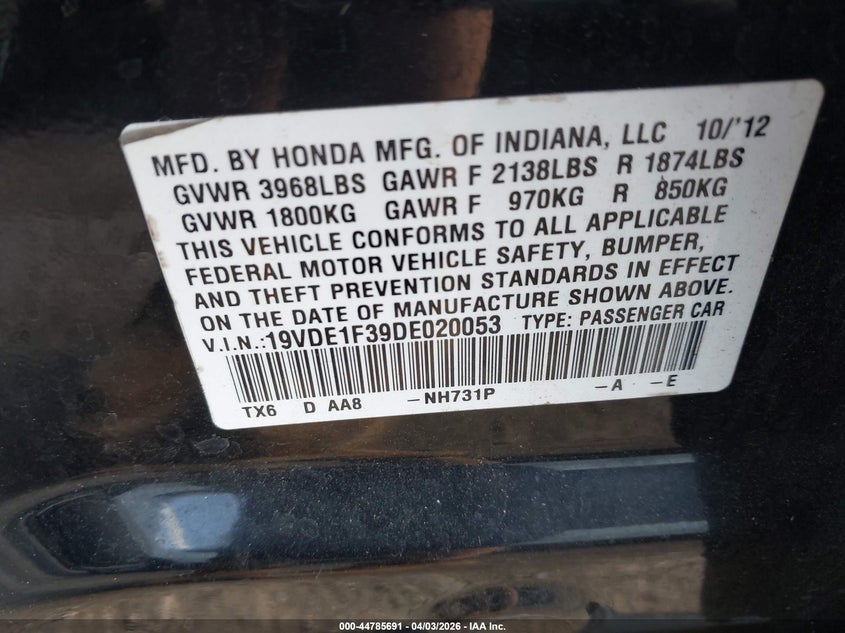 MFD. BY HONDA MFG. OF INDIANA, LLC 10/'12
GVWR 3968LBS GAWR F 2138LBS R 1874LBS
GVWR 1800KG GAWR F 970KG R 850KG
THIS VEHICLE CONFORMS TO ALL APPLICABLE
FEDERAL MOTOR VEHICLE SAFETY, BUMPER,
AND THEFT PREVENTION STANDARDS IN EFFECT
ON THE DATE OF MANUFACTURE SHOWN ABOVE.
V.I.N.:19VDE1F39DE020053 TYPE: PASSENGER CAR
TX6 D AA8 –NH731P –A –E
000-44785691 - 04/03/2026 - IAA Inc.